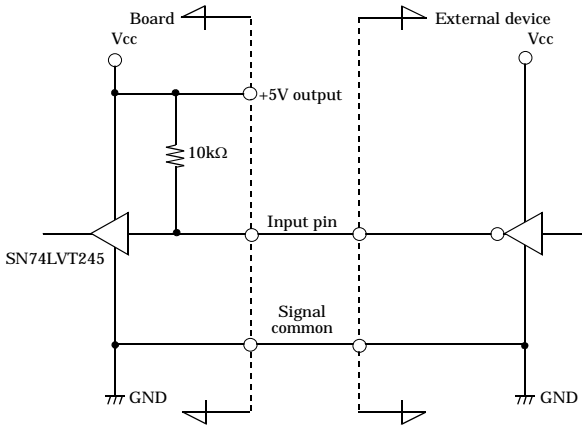 Board
External device
Vcc
Vcc
+5V output
10kΩ
Input pin
SN74LVT245
Signal
common
GND
GND